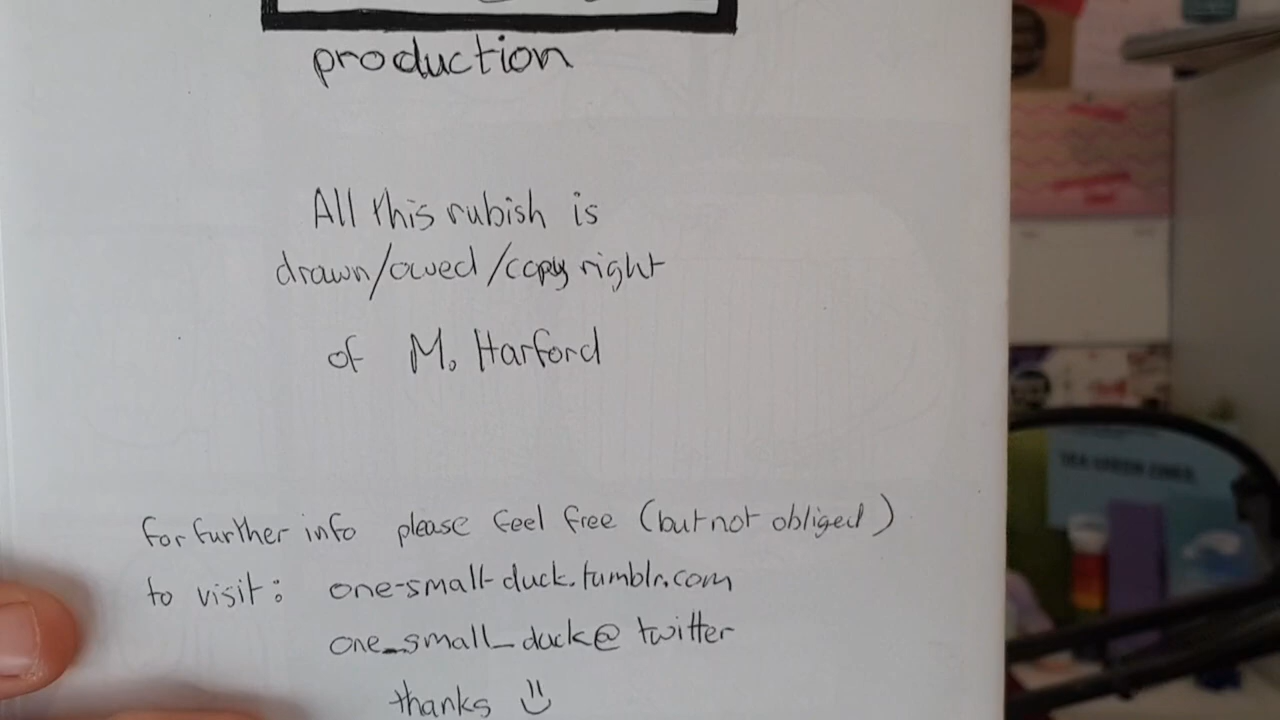 production
All this rubish is
drawn/owed/copy right
of M. Harford
for further info please feel free (but not obliged)
to visit: one-small-duck.tumblr.com
one_small_duck@ twitter
thanks